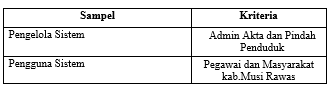 Sampel Kriteria
Pengelola Sistem Admin Akta dan Pindah
Penduduk
Pengguna Sistem Pegawai dan Masyarakat
kab.Musi Rawas